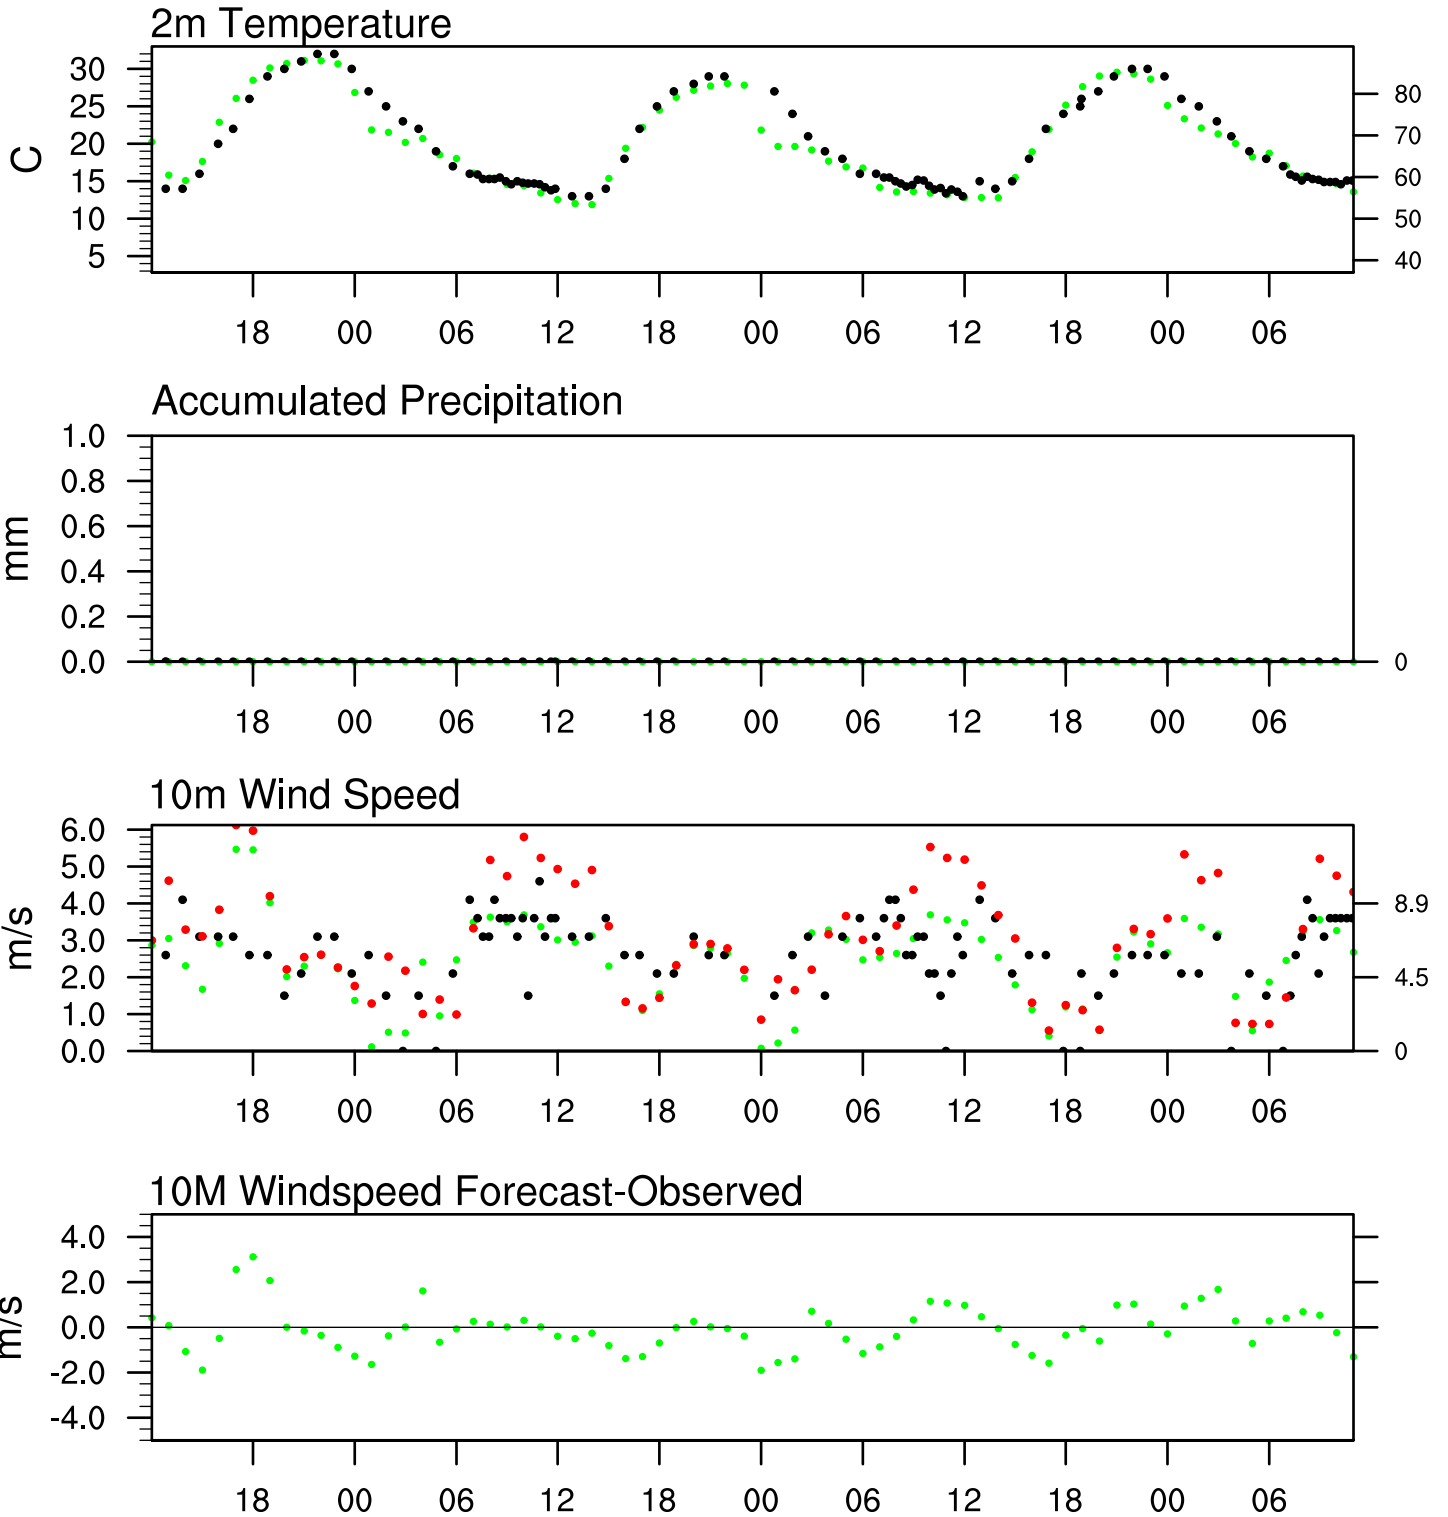 2m Temperature
30
25
20
15
10
5
C
80
70
60
50
40
18 00 06 12 18 00 06 12 18 00 06
Accumulated Precipitation
1.0
0.8
0.6
0.4
0.2
0.0
mm
0
18 00 06 12 18 00 06 12 18 00 06
10m Wind Speed
6.0
5.0
4.0
3.0
2.0
1.0
0.0
m/s
8.9
4.5
0
18 00 06 12 18 00 06 12 18 00 06
10M Windspeed Forecast-Observed
4.0
2.0
0.0
-2.0
-4.0
m/s
18 00 06 12 18 00 06 12 18 00 06